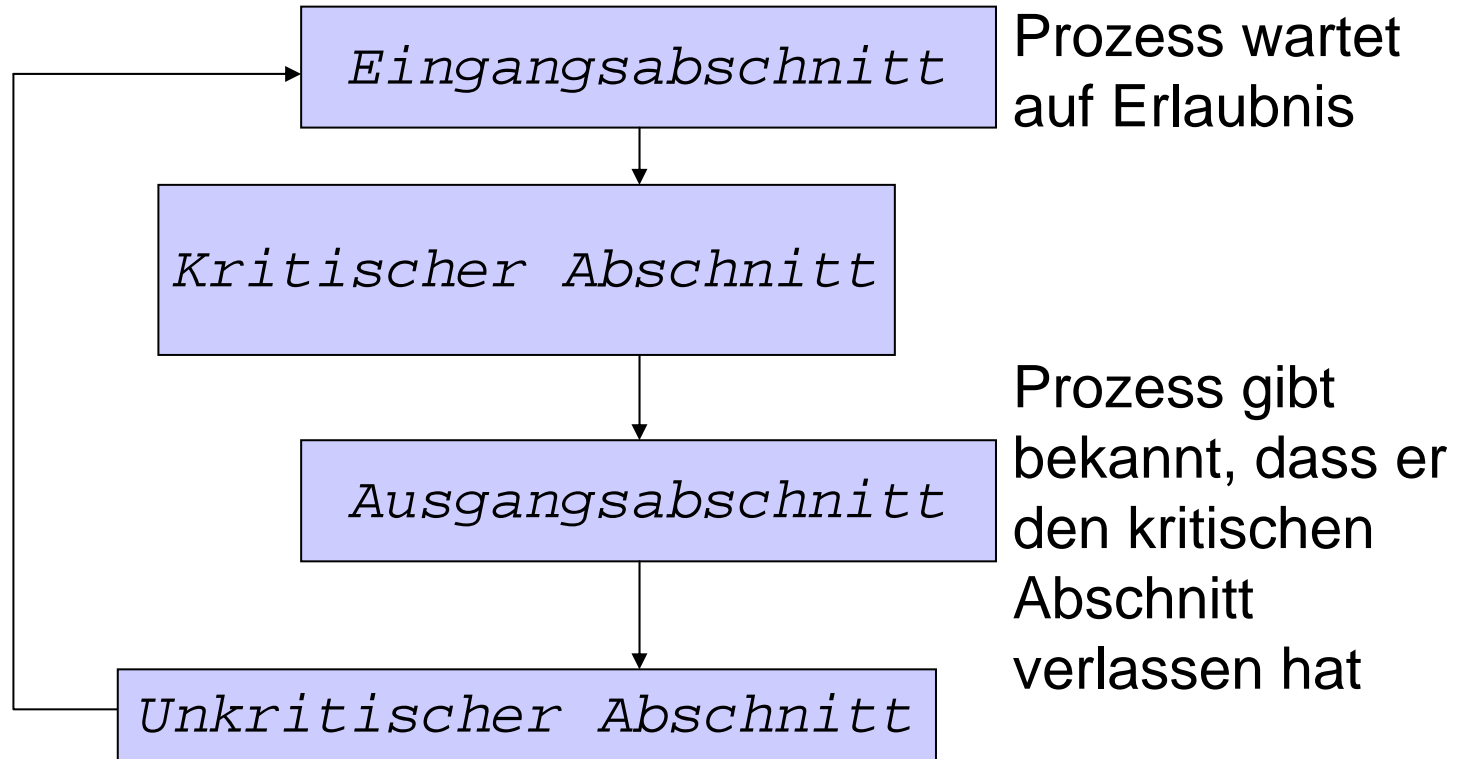 Eingangsabschnitt
Prozess wartet
auf Erlaubnis
Kritischer Abschnitt
Ausgangsabschnitt
Prozess gibt
bekannt, dass er
den kritischen
Abschnitt
verlassen hat
Unkritischer Abschnitt